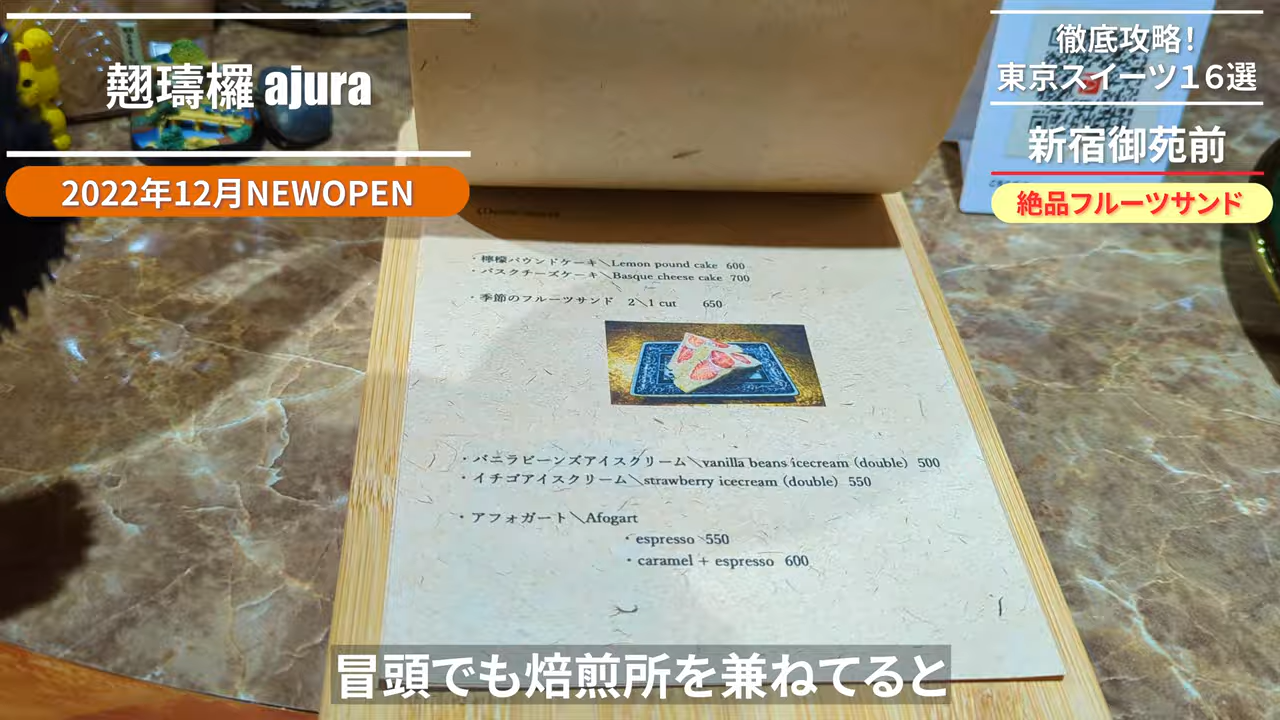 翹璹欏 ajura
2022年12月NEWOPEN
徹底攻略!
東京スイーツ16選
新宿御苑前
絶品フルーツサンド
・檸檬パウンドケーキ\Lemon pound cake 600
・バスクチーズケーキ\Basque cheese cake 700
・季節のフルーツサンド 2\1 cut 650
・バニラビーンズアイスクリーム\vanilla beans icecream (double) 500
・イチゴアイスクリーム\strawberry icecream (double) 550
・アフォガート\Afogart
・espresso 550
・caramel + espresso 600
冒頭でも焙煎所を兼ねてると